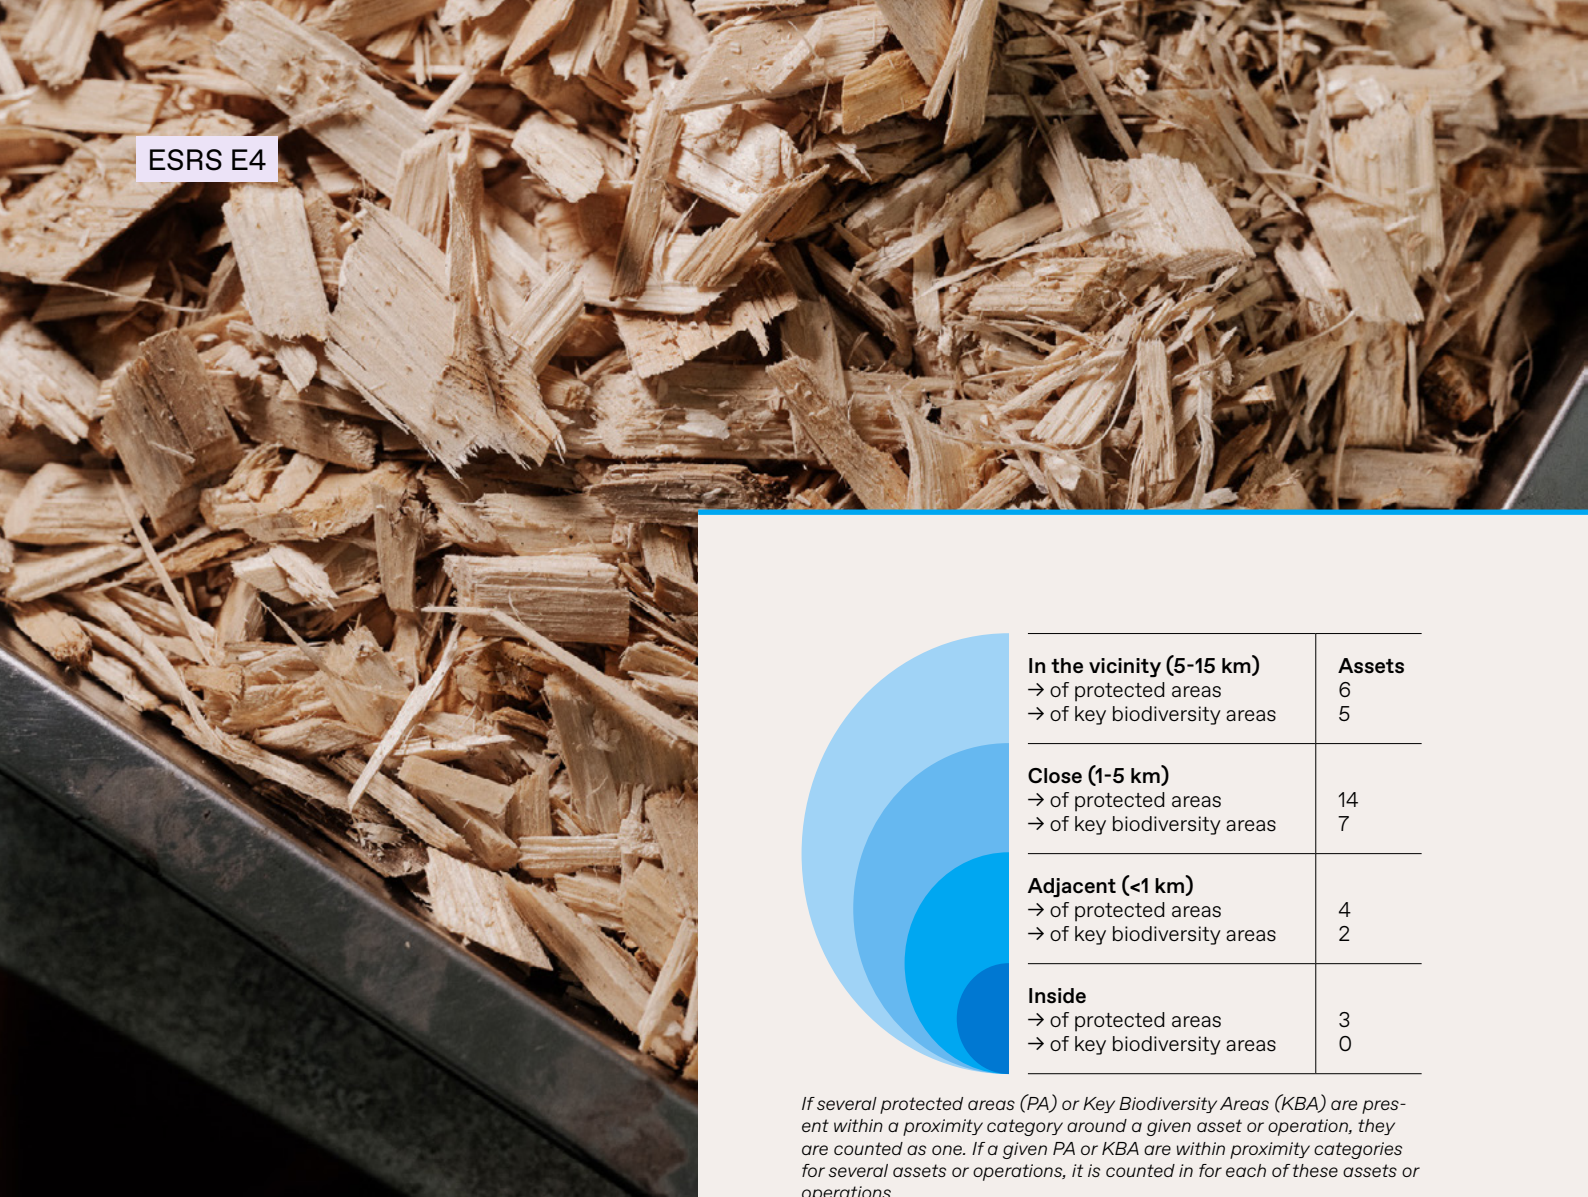 ESRS E4
In the vicinity (5-15 km) Assets
→ of protected areas 6
→ of key biodiversity areas 5
Close (1-5 km)
→ of protected areas 14
→ of key biodiversity areas 7
Adjacent (<1 km)
→ of protected areas 4
→ of key biodiversity areas 2
Inside
→ of protected areas 3
→ of key biodiversity areas 0
If several protected areas (PA) or Key Biodiversity Areas (KBA) are pres-
ent within a proximity category around a given asset or operation, they
are counted as one. If a given PA or KBA are within proximity categories
for several assets or operations, it is counted in for each of these assets or
operations.